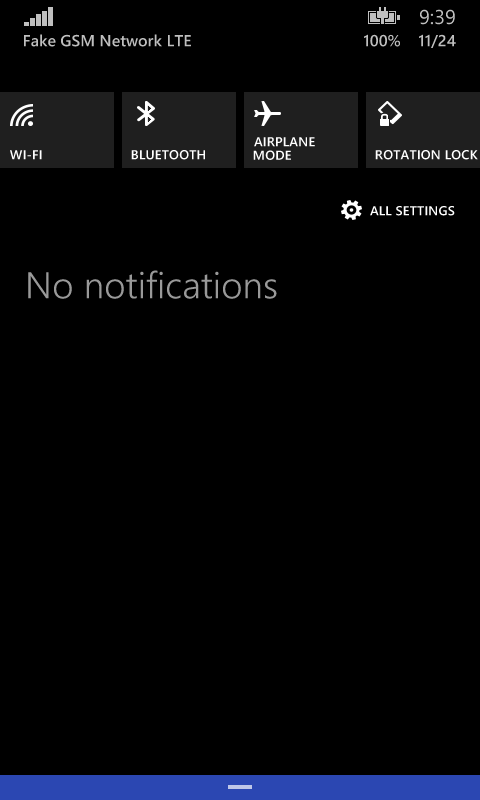 9:39
Fake GSM Network LTE 100% 11/24
WI-FI
BLUETOOTH
AIRPLANE
MODE
ROTATION LOCK
ALL SETTINGS
No notifications